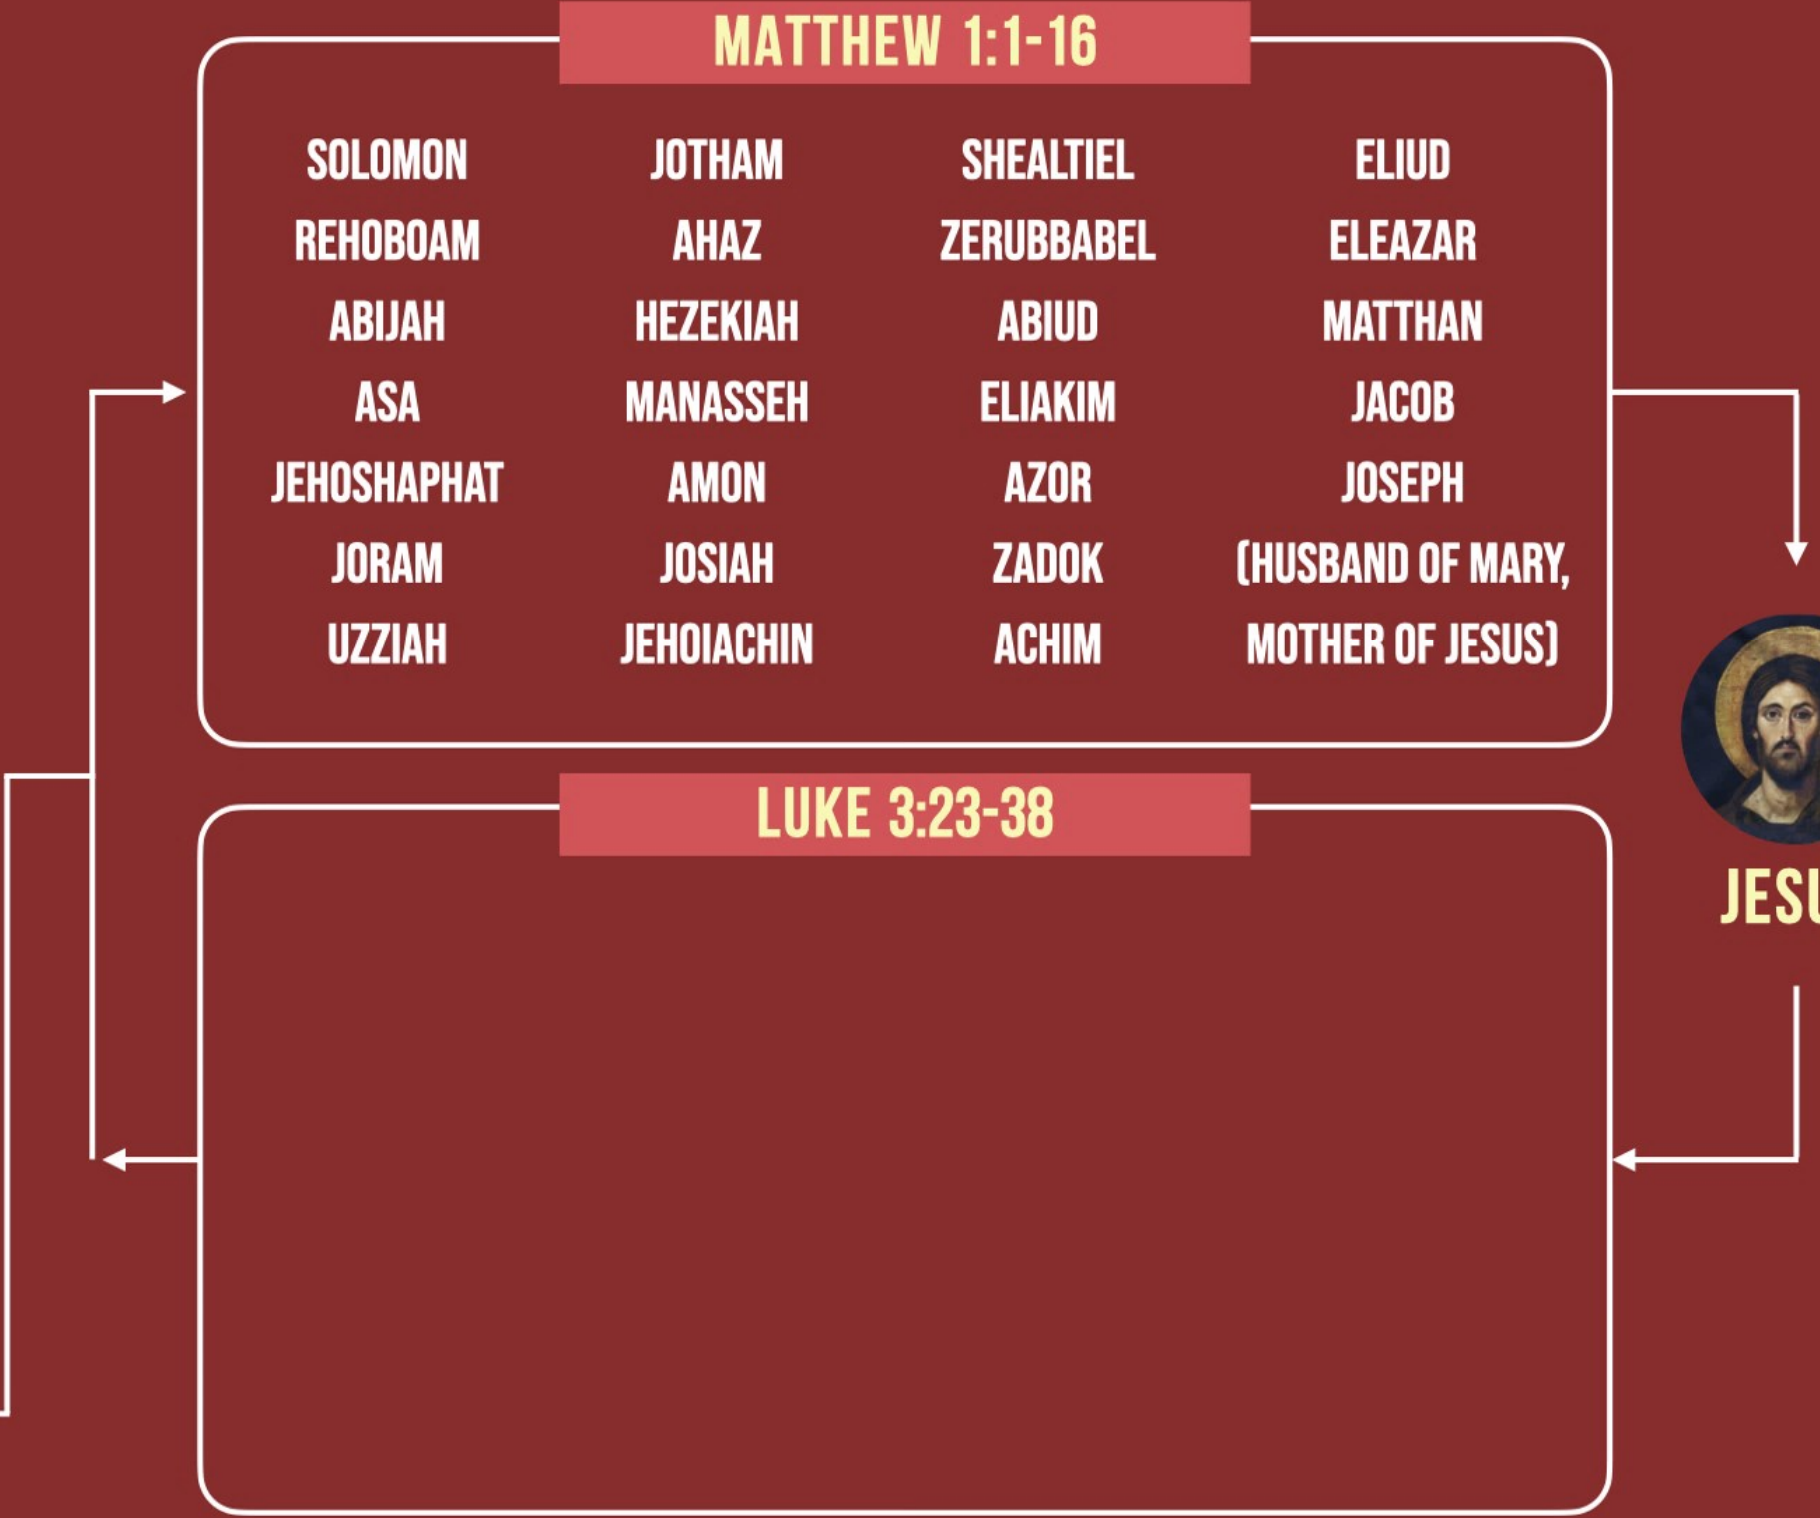 MATTHEW 1:1-16
SOLOMON
REHOBOAM
ABIJAH
ASA
JEHOSHAPHAT
JORAM
UZZIAH
JOTHAM
AHAZ
HEZEKIAH
MANASSEH
AMON
JOSIAH
JEHOIACHIN
SHEALTIEL
ZERUBBABEL
ABIUD
ELIAKIM
AZOR
ZADOK
ACHIM
ELIUD
ELEAZAR
MATTHAN
JACOB
JOSEPH
(HUSBAND OF MARY,
MOTHER OF JESUS)
LUKE 3:23-38
JESU